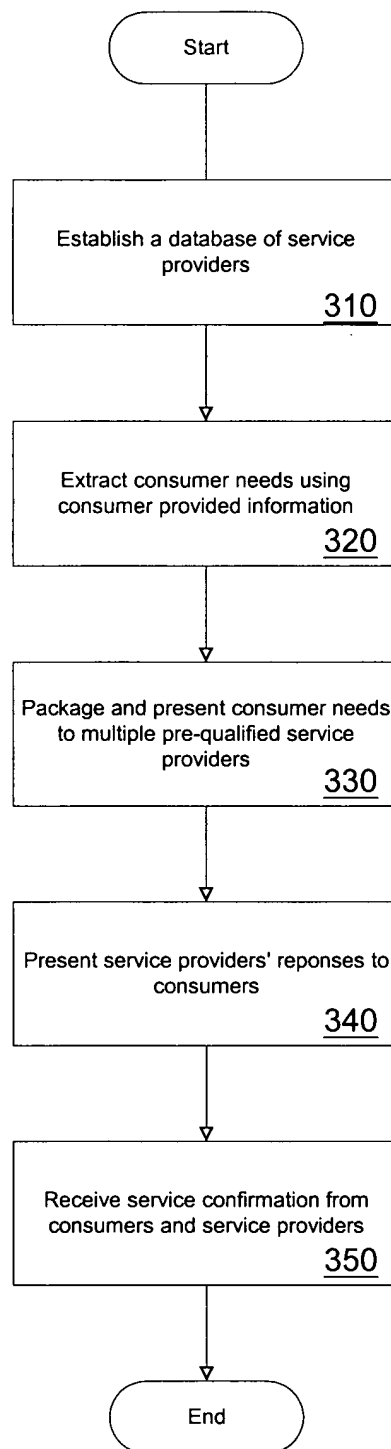 Start
Establish a database of service
providers
310
Extract consumer needs using
consumer provided information
320
Package and present consumer needs
to multiple pre-qualified service
providers
330
Present service providers' reponses to
consumers
340
Receive service confirmation from
consumers and service providers
350
End